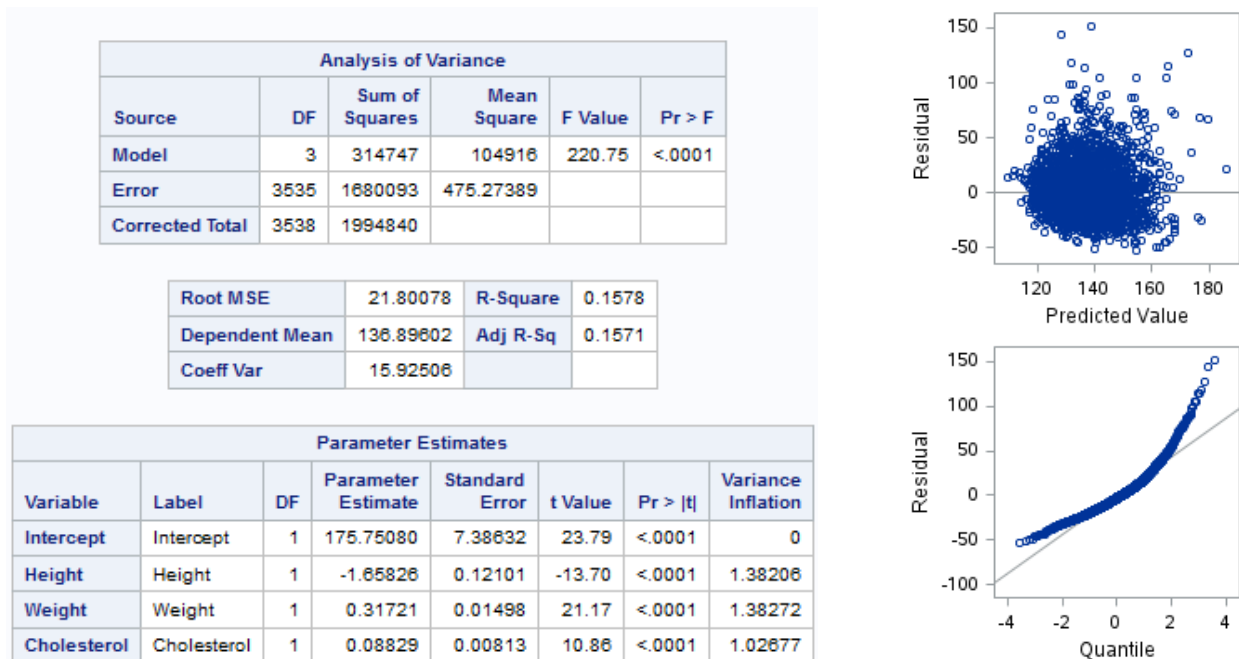 Analysis of Variance
Source DF Sum of Squares Mean Square F Value Pr > F
Model 3 314747 104916 220.75 <.0001
Error 3535 1680093 475.27389
Corrected Total 3538 1994840
Root MSE 21.80078 R-Square 0.1578
Dependent Mean 136.89602 Adj R-Sq 0.1571
Coeff Var 15.92506
Parameter Estimates
Variable Label DF Parameter Estimate Standard Error t Value Pr > |t| Variance Inflation
Intercept Intercept 1 175.75080 7.38632 23.79 <.0001 0
Height Height 1 -1.65826 0.12101 -13.70 <.0001 1.38206
Weight Weight 1 0.31721 0.01498 21.17 <.0001 1.38272
Cholesterol Cholesterol 1 0.08829 0.00813 10.86 <.0001 1.02677
150
100
50
0
-50
Residual
120 140 160 180
Predicted Value
150
100
50
0
-50
-100
Residual
-4 -2 0 2 4
Quantile